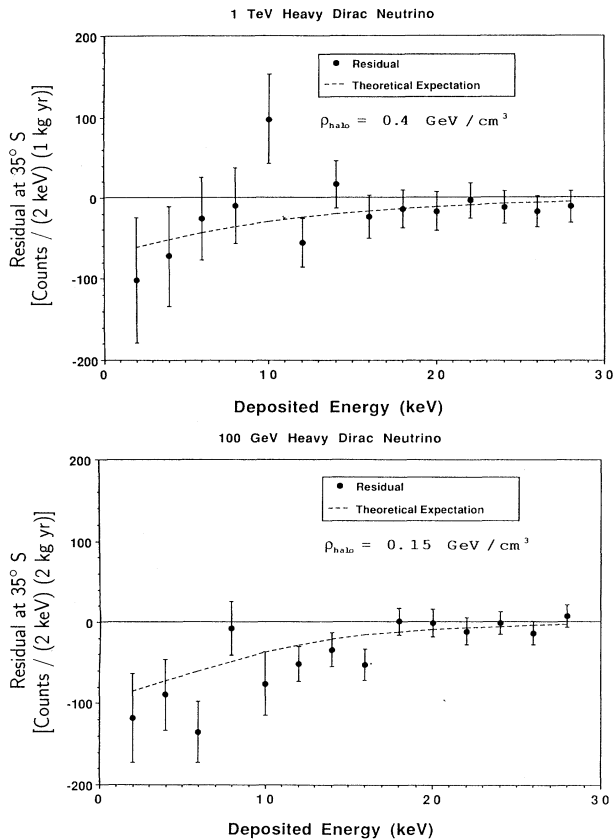 1 TeV Heavy Dirac Neutrino
200
100
0
-100
-200
Residual at 35° S
[Counts / (2 keV) (1 kg yr)]
Residual
Theoretical Expectation
ρhalo = 0.4 GeV/cm³
0
10
20
30
Deposited Energy (keV)
100 GeV Heavy Dirac Neutrino
200
100
0
-100
-200
Residual at 35° S
[Counts / (2 keV) (2 kg yr)]
Residual
Theoretical Expectation
ρhalo = 0.15 GeV/cm³
0
10
20
30
Deposited Energy (keV)